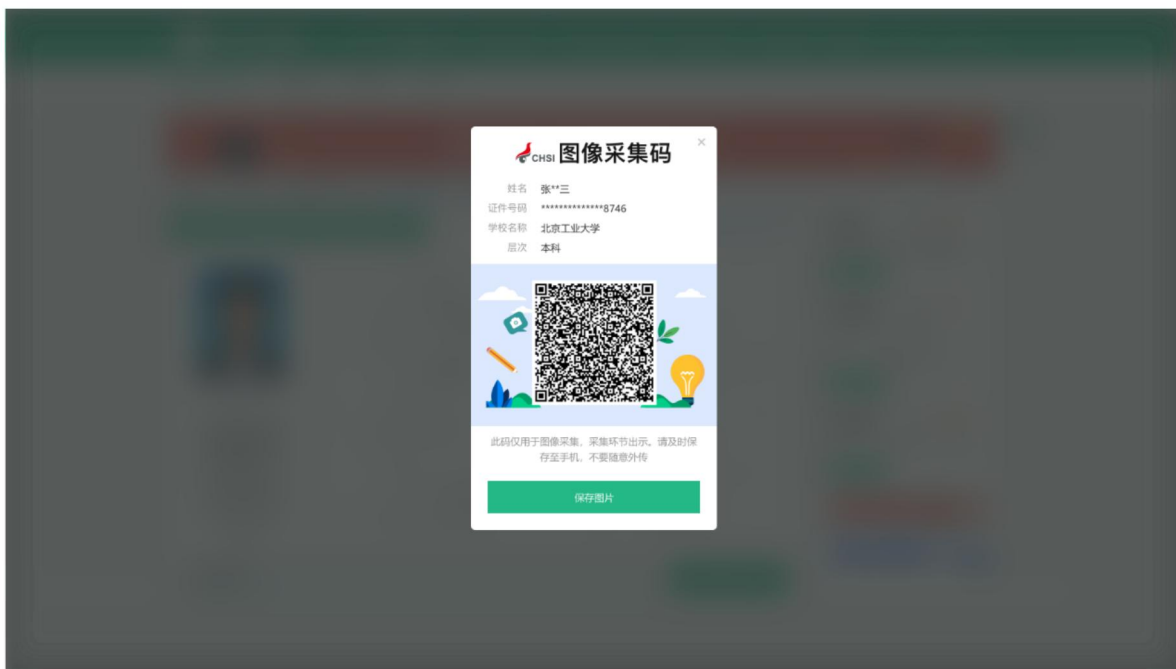 CHSI 图像采集码
×
姓名 张**三
证件号码 **************8746
学校名称 北京工业大学
层次 本科
此码仅用于图像采集，采集环节出示。请及时保
存至手机，不要随意外传
保存图片